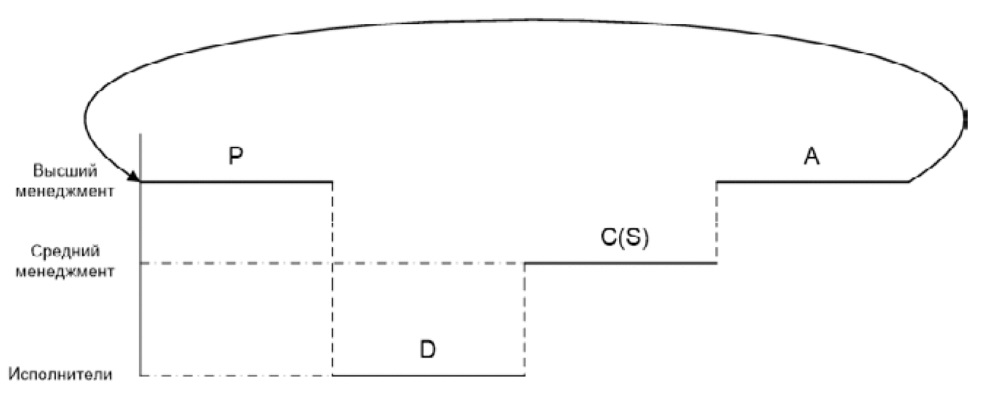 P
A
Высший
менеджмент
C(S)
Средний
менеджмент
D
Исполнители